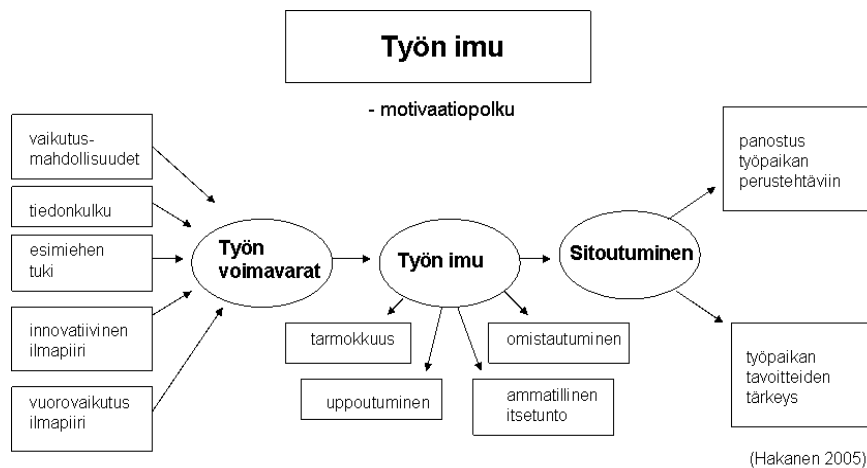 Työn imu
- motivaatiopolku
vaikutus-
mahdollisuudet
tiedonkulku
esimiehen
tuki
innovatiivinen
ilmapiiri
vuorovaikutus
ilmapiiri
Työn
voimavarat
Työn imu
tarmokkuus
uppoutuminen
omistautuminen
ammatillinen
itsetunto
Sitoutuminen
panostus
työpaikan
perustehtäviin
työpaikan
tavoitteiden
tärkeys
(Hakanen 2005)